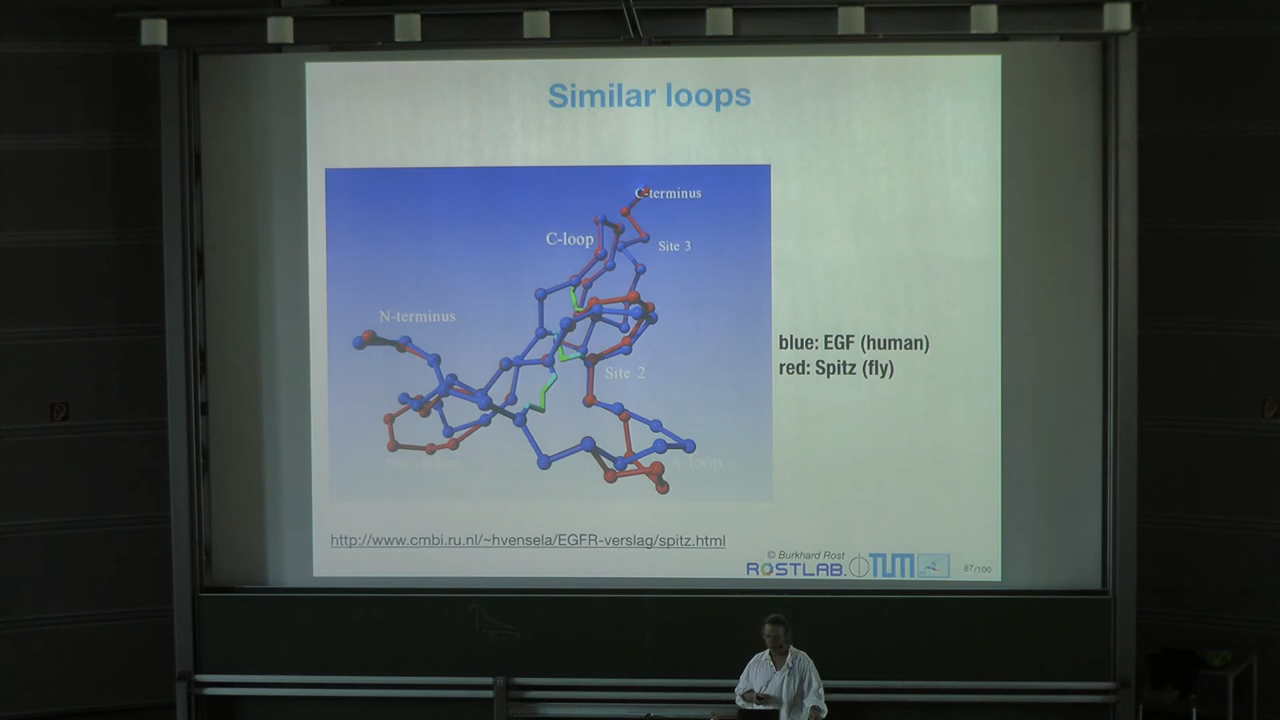 Similar loops
C-terminus
C-loop
Site 3
N-terminus
blue: EGF (human)
red: Spitz (fly)
Site 2
-loop
http://www.cmbi.ru.nl/~hvensela/EGFR-verslag/spitz.html
© Burkhard Rost
ROSTLAB.
TUM
87/100